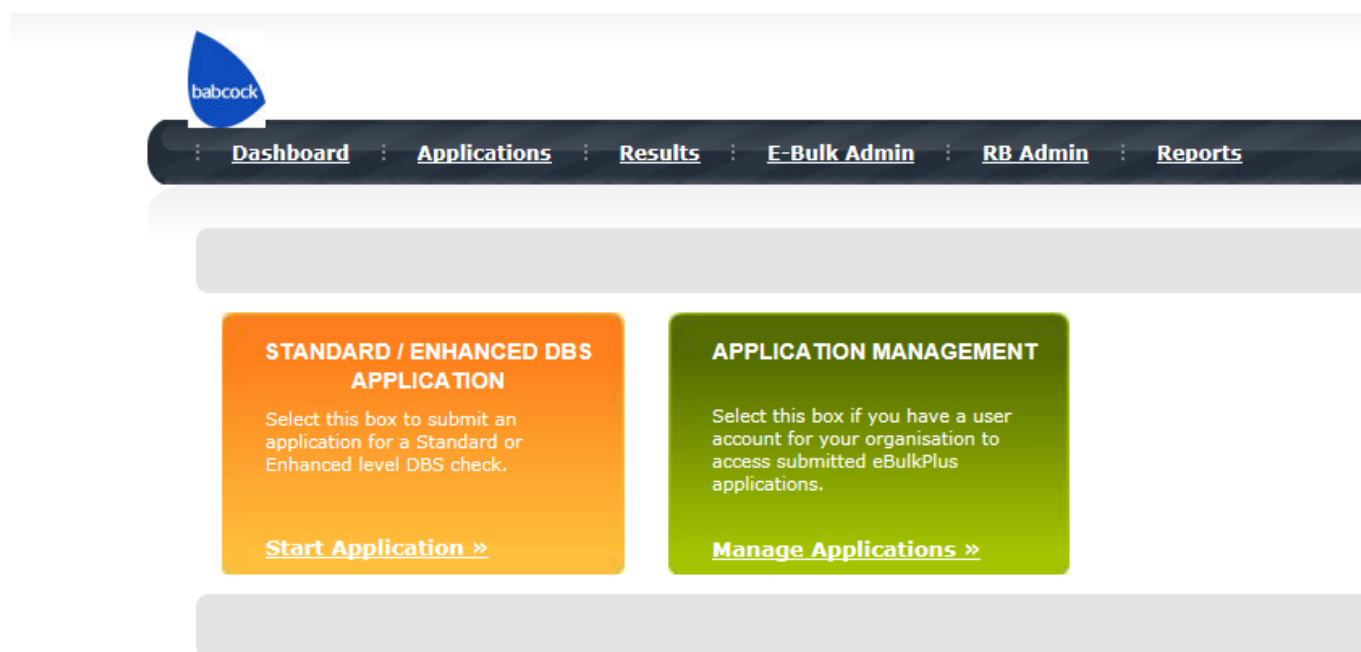 babcock
Dashboard Applications Results E-Bulk Admin RB Admin Reports
STANDARD / ENHANCED DBS
APPLICATION
Select this box to submit an
application for a Standard or
Enhanced level DBS check.
Start Application »
APPLICATION MANAGEMENT
Select this box if you have a user
account for your organisation to
access submitted eBulkPlus
applications.
Manage Applications »